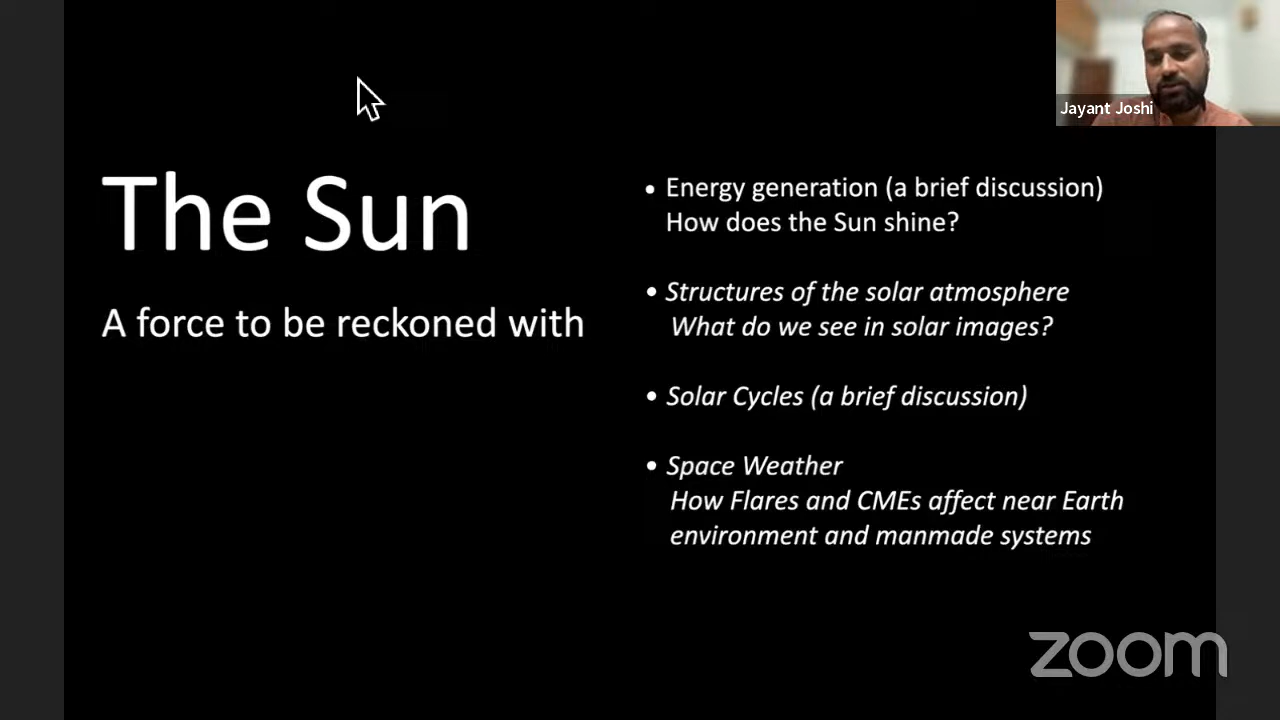 Jayant Joshi
The Sun
A force to be reckoned with
• Energy generation (a brief discussion)
How does the Sun shine?
• Structures of the solar atmosphere
What do we see in solar images?
• Solar Cycles (a brief discussion)
• Space Weather
How Flares and CMEs affect near Earth
environment and manmade systems
zoom